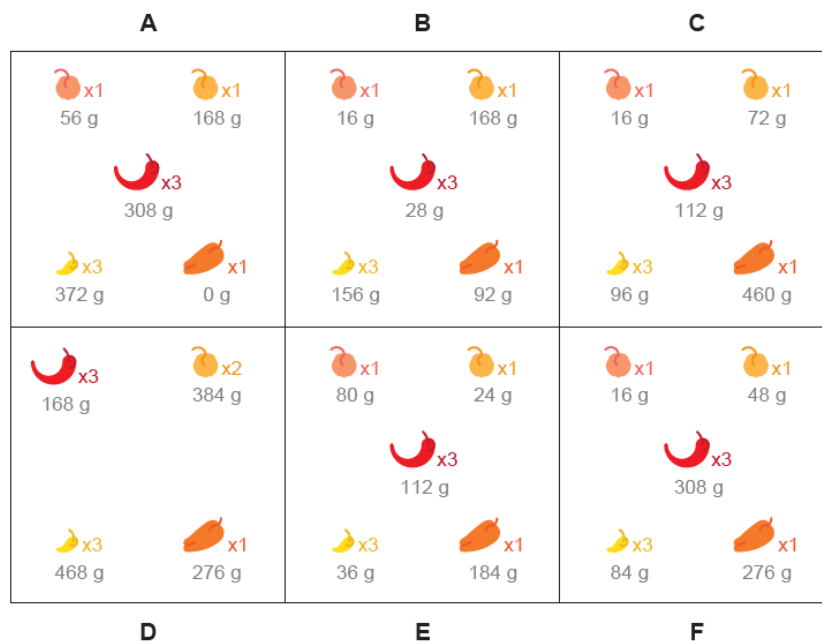 A B C
x1 x1 x1 x1 x1 x1
56 g 168 g 16 g 168 g 16 g 72 g
x3 x3 x3
308 g 28 g 112 g
x3 x1 x3 x1 x3 x1
372 g 0 g 156 g 92 g 96 g 460 g
x3 x2 x1 x1 x1 x1
168 g 384 g 80 g 24 g 16 g 48 g
x3 x3
112 g 308 g
x3 x1 x3 x1 x3 x1
468 g 276 g 36 g 184 g 84 g 276 g
D E F